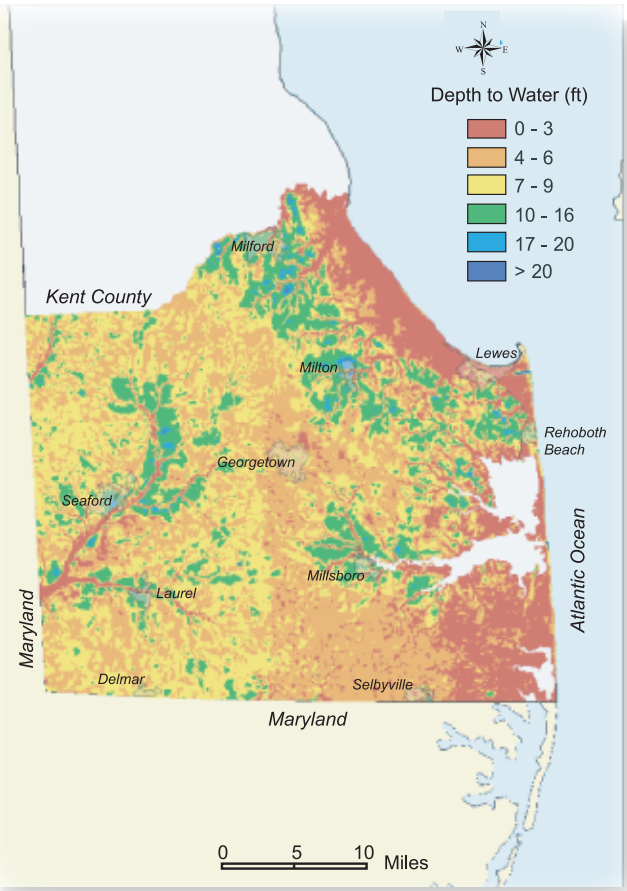 N
W E
S
Depth to Water (ft)
0 - 3
4 - 6
7 - 9
10 - 16
17 - 20
> 20
Milford
Kent County
Lewes
Milton
Rehoboth
Beach
Georgetown
Seaford
Atlantic Ocean
Millsboro
Laurel
Maryland
Delmar
Selbyville
Maryland
0 5 10
Miles